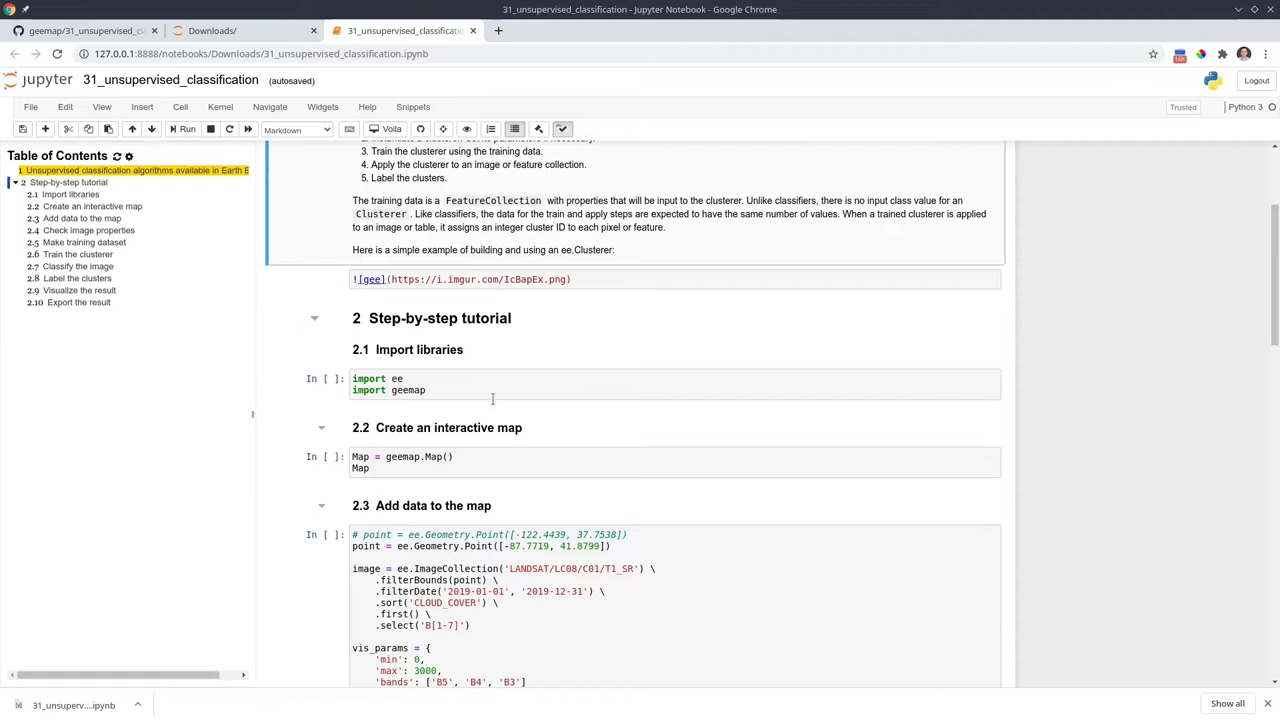 31_unsupervised_classification - Jupyter Notebook - Google Chrome
geemap/31_unsupervised_cl
Downloads/
31_unsupervised_classificatio
127.0.0.1:8888/notebooks/Downloads/31_unsupervised_classification.ipynb
jupyter 31_unsupervised_classification (autosaved)
Logout
File Edit View Insert Cell Kernel Navigate Widgets Help Snippets
Trusted
Python 3
Run
Markdown
Voila
Table of Contents
1 Unsupervised classification algorithms available in Earth E
2 Step-by-step tutorial
2.1 Import libraries
2.2 Create an interactive map
2.3 Add data to the map
2.4 Check image properties
2.5 Make training dataset
2.6 Train the clusterer
2.7 Classify the image
2.8 Label the clusters
2.9 Visualize the result
2.10 Export the result
3. Train the clusterer using the training data.
4. Apply the clusterer to an image or feature collection.
5. Label the clusters.
The training data is a FeatureCollection with properties that will be input to the clusterer. Unlike classifiers, there is no input class value for an
Clusterer . Like classifiers, the data for the train and apply steps are expected to have the same number of values. When a trained clusterer is applied
to an image or table, it assigns an integer cluster ID to each pixel or feature.
Here is a simple example of building and using an ee.Clusterer:
![gee](https://i.imgur.com/IcBapEx.png)
2 Step-by-step tutorial
2.1 Import libraries
In [ ]: import ee
import geemap
2.2 Create an interactive map
In [ ]: Map = geemap.Map()
Map
2.3 Add data to the map
In [ ]: # point = ee.Geometry.Point([-122.4439, 37.7538])
point = ee.Geometry.Point([-87.7719, 41.8799])
image = ee.ImageCollection('LANDSAT/LC08/C01/T1_SR') \
.filterBounds(point) \
.filterDate('2019-01-01', '2019-12-31') \
.sort('CLOUD_COVER') \
.first() \
.select('B[1-7]')
vis_params = {
'min': 0,
'max': 3000,
'bands': ['B5', 'B4', 'B3']
31_unsuperv....ipynb
Show all